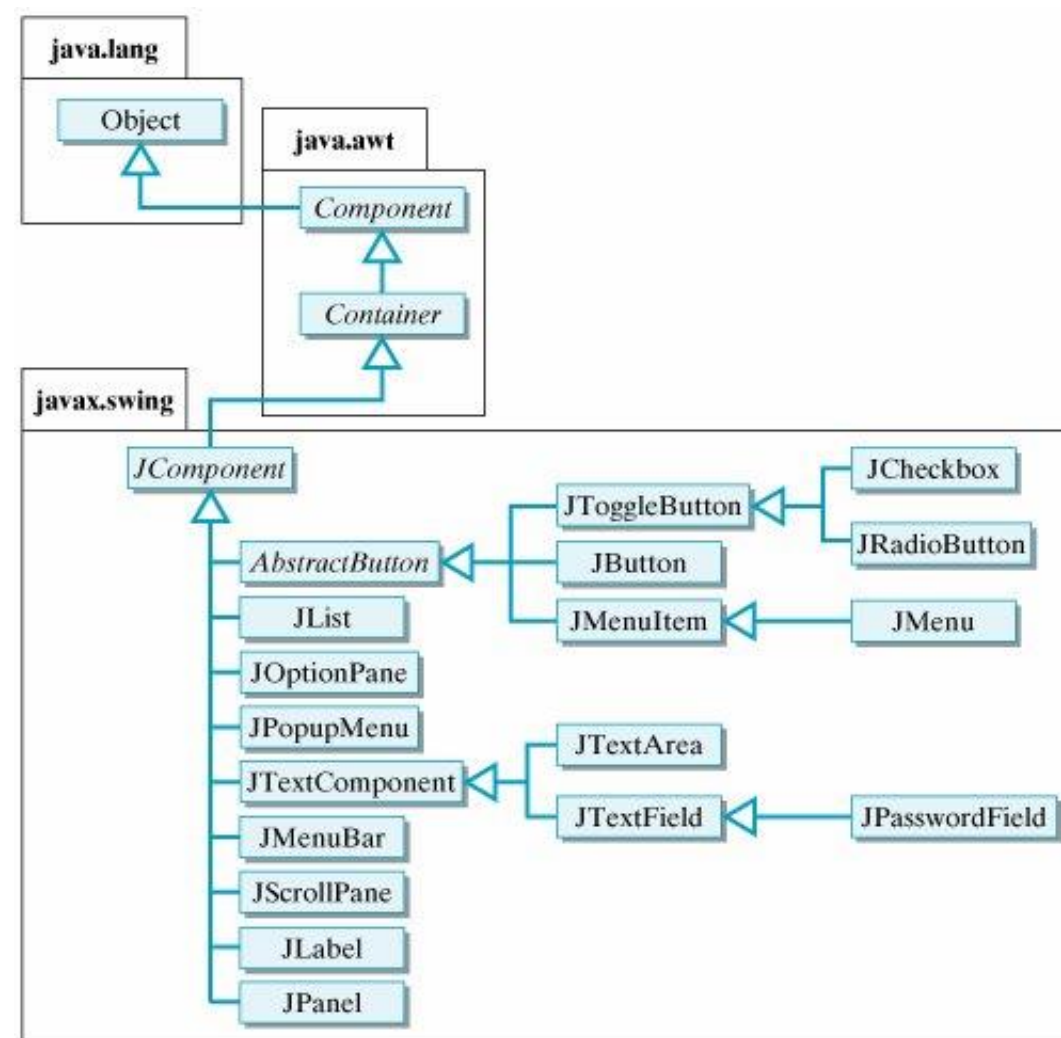 java.lang
Object
java.awt
Component
Container
javax.swing
JComponent
JCheckbox
JToggleButton
JRadioButton
AbstractButton
JButton
JList
JMenuItem
JMenu
JOptionPane
JPopupMenu
JTextArea
JTextComponent
JTextField
JPasswordField
JMenuBar
JScrollPane
JLabel
JPanel